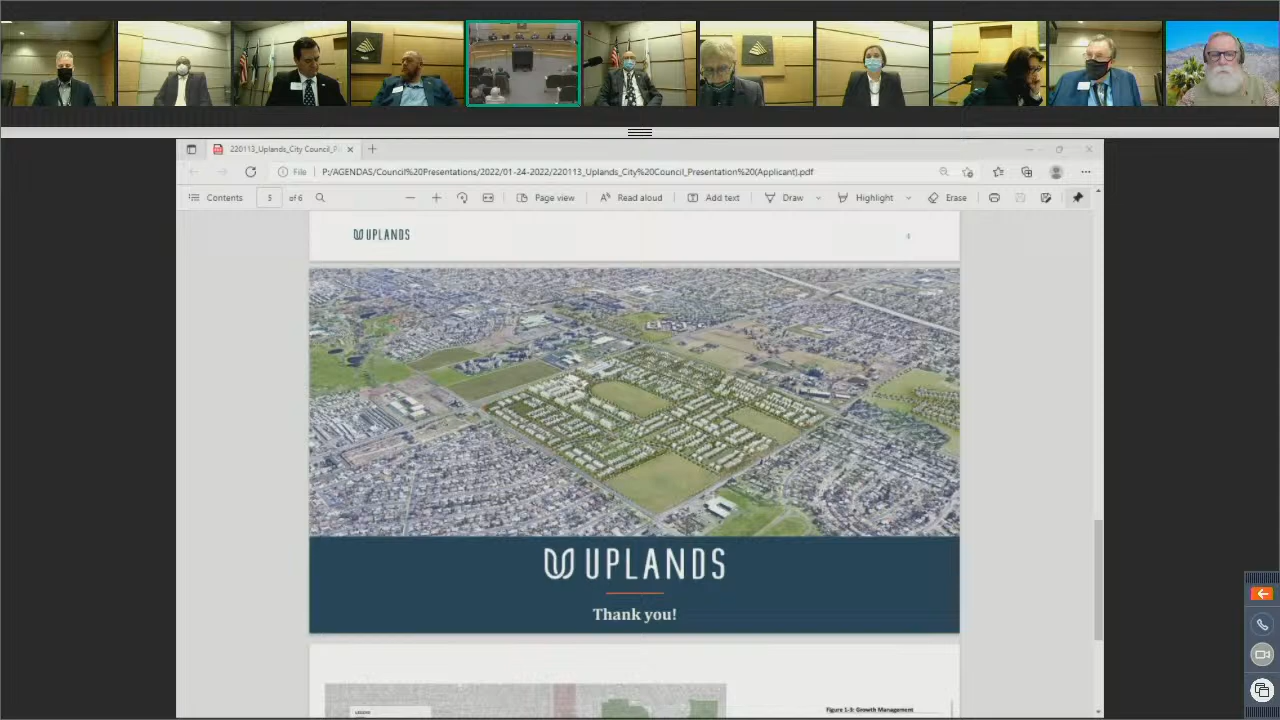 220113_Uplands_City Council_P
File
P:/AGENDAS/Council%20Presentations/2022/01-24-2022/220113_Uplands_City%20Council_Presentation%20(Applicant).pdf
Contents
5
of 6
Page view
Read aloud
Add text
Draw
Highlight
Erase
UPLANDS
4
UPLANDS
Thank you!
Figure 1-3: Growth Management